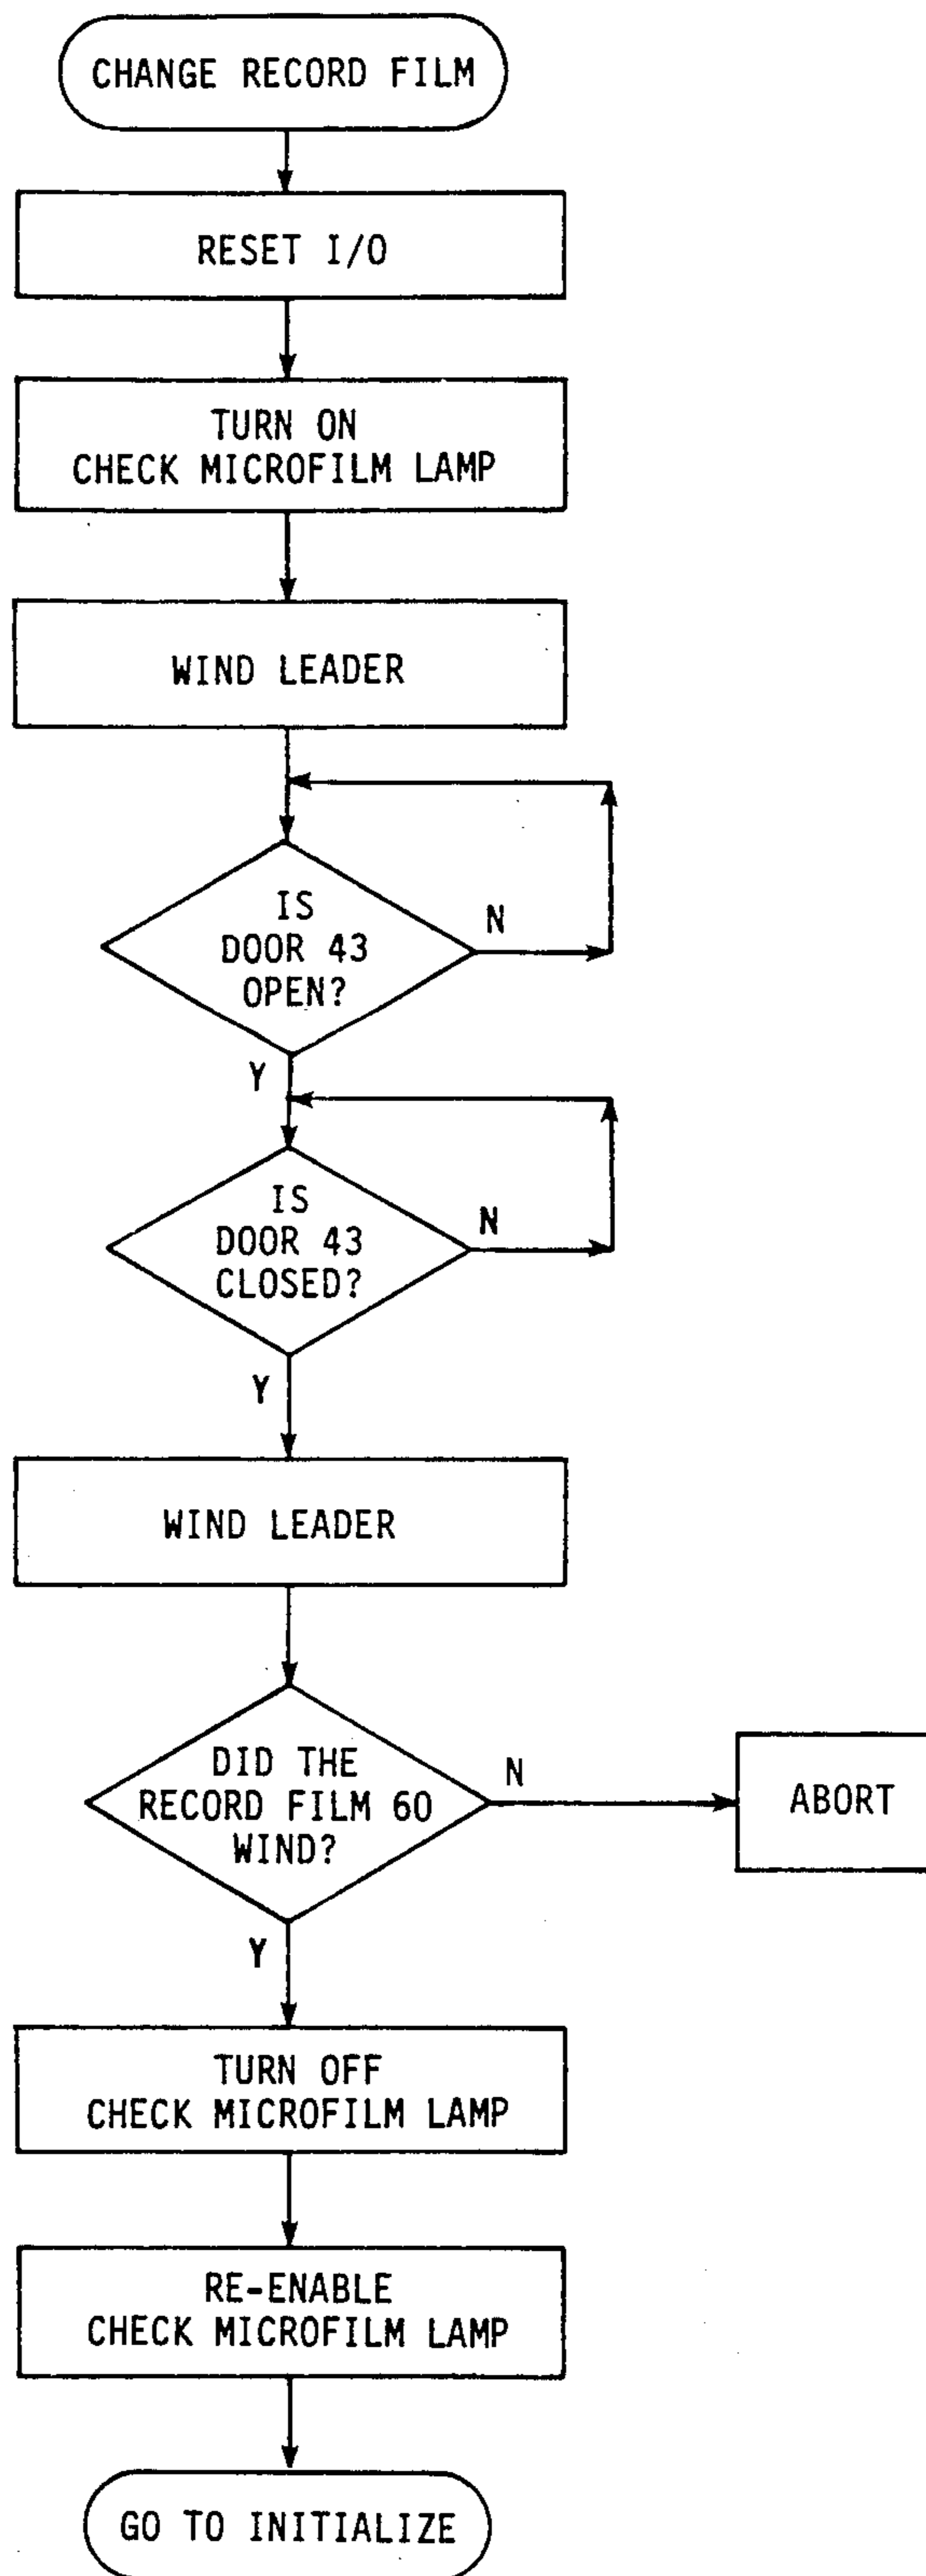 CHANGE RECORD FILM
RESET I/O
TURN ON
CHECK MICROFILM LAMP
WIND LEADER
IS
DOOR 43
OPEN?
N
Y
IS
DOOR 43
CLOSED?
N
Y
WIND LEADER
DID THE
RECORD FILM 60
WIND?
N
ABORT
Y
TURN OFF
CHECK MICROFILM LAMP
RE-ENABLE
CHECK MICROFILM LAMP
GO TO INITIALIZE